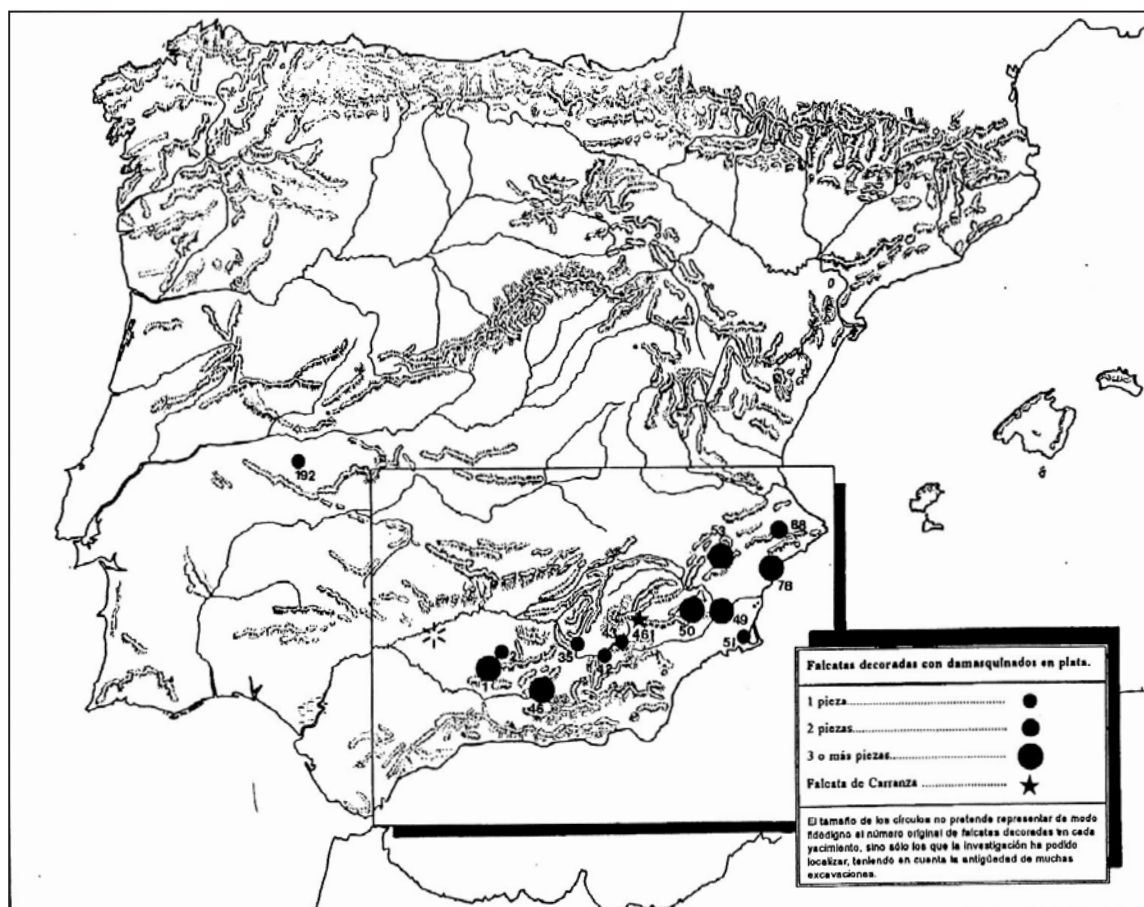 192
53
88
78
50
49
461
51
43
35
42
2
1
46
Falcatas decoradas con damasquinados en plata.
1 pieza
2 piezas
3 o más piezas
Falcata de Carranza
El tamaño de los círculos no pretende representar de modo
fidedigno el número original de falcatas decoradas en cada
yacimiento, sino sólo los que la investigación ha podido
localizar, teniendo en cuenta la antigüedad de muchas
excavaciones.